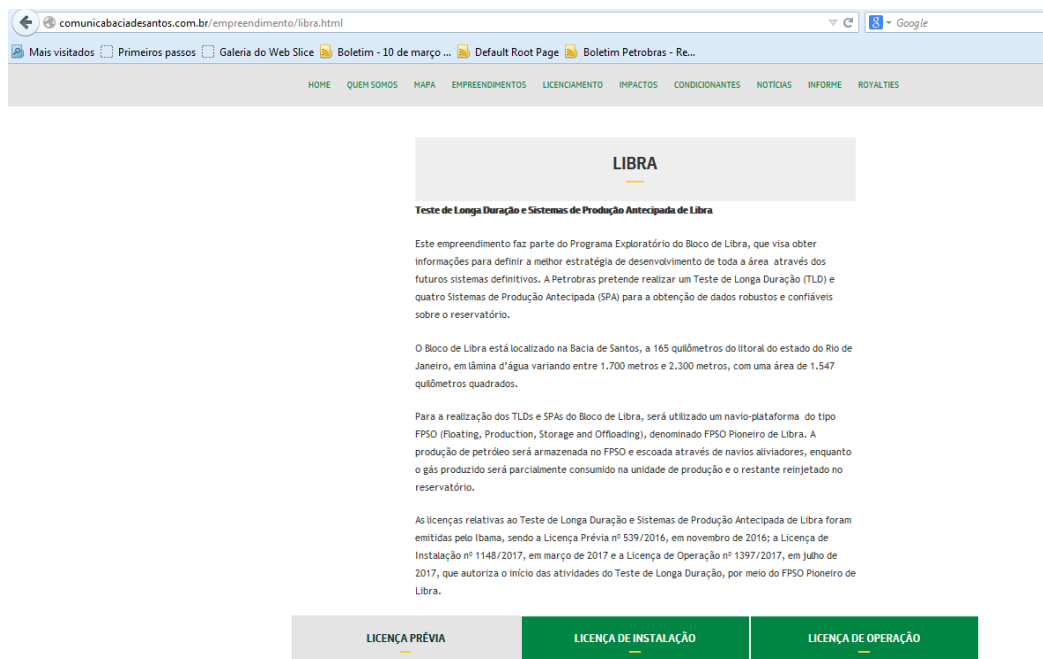 comunicabaciadesantos.com.br/empreendimento/libra.html
Google
Mais visitados Primeiros passos Galeria do Web Slice Boletim - 10 de março ... Default Root Page Boletim Petrobras - Re...
HOME QUEM SOMOS MAPA EMPREENDIMENTOS LICENCIAMENTO IMPACTOS CONDICIONANTES NOTÍCIAS INFORME ROYALTIES
LIBRA
Teste de Longa Duração e Sistemas de Produção Antecipada de Libra
Este empreendimento faz parte do Programa Exploratório do Bloco de Libra, que visa obter
informações para definir a melhor estratégia de desenvolvimento de toda a área através dos
futuros sistemas definitivos. A Petrobras pretende realizar um Teste de Longa Duração (TLD) e
quatro Sistemas de Produção Antecipada (SPA) para a obtenção de dados robustos e confiáveis
sobre o reservatório.
O Bloco de Libra está localizado na Bacia de Santos, a 165 quilômetros do litoral do estado do Rio de
Janeiro, em lâmina d'água variando entre 1.700 metros e 2.300 metros, com uma área de 1.547
quilômetros quadrados.
Para a realização dos TLDs e SPAs do Bloco de Libra, será utilizado um navio-plataforma do tipo
FPSO (Floating, Production, Storage and Offloading), denominado FPSO Pioneiro de Libra. A
produção de petróleo será armazenada no FPSO e escoada através de navios aliviadores, enquanto
o gás produzido será parcialmente consumido na unidade de produção e o restante reinjetado no
reservatório.
As licenças relativas ao Teste de Longa Duração e Sistemas de Produção Antecipada de Libra foram
emitidas pelo Ibama, sendo a Licença Prévia nº 539/2016, em novembro de 2016; a Licença de
Instalação nº 1148/2017, em março de 2017 e a Licença de Operação nº 1397/2017, em julho de
2017, que autoriza o início das atividades do Teste de Longa Duração, por meio do FPSO Pioneiro de
Libra.
LICENÇA PRÉVIA LICENÇA DE INSTALAÇÃO LICENÇA DE OPERAÇÃO